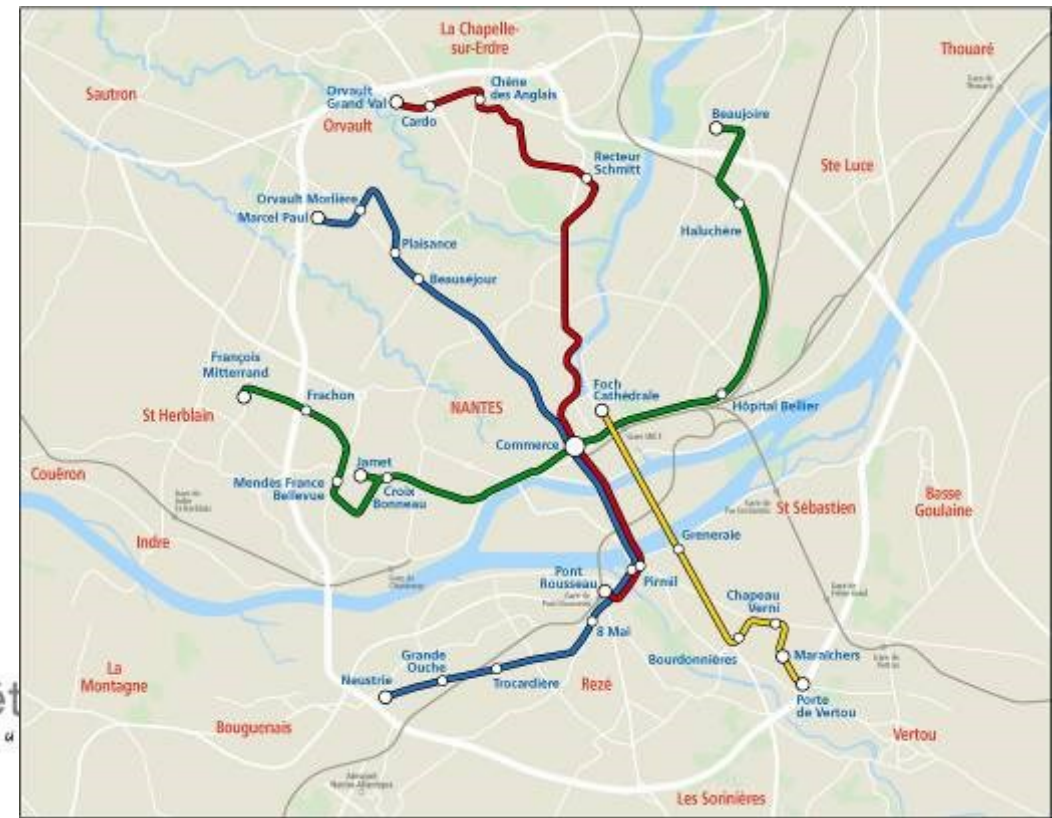 La Chapelle-
sur-Erdre
Thouaré
Sautron
Orvault
Grand Val
Cardo
Chêne
des Anglais
Orvault
Beaujoire
Recteur
Schmitt
Ste Luce
Orvault Morlière
Marcel Paul
Haluchère
Plaisance
Beauséjour
François
Mitterrand
Foch
Cathédrale
Frachon
NANTES
Hôpital Bellier
St Herblain
Commerce
Couëron
Jamet
Mendès France
Bellevue
Croix
Bonneau
St Sébastien
Basse
Goulaine
Indre
Greneraie
Pont
Rousseau
Pirmil
Chapeau
Verni
8 Mai
Bourdonnières
Maraîchers
La
Montagne
Grande
Ouche
Neustrie
Trocardière
Rezé
Porte
de Vertou
Bouguenais
Vertou
Les Sorinières